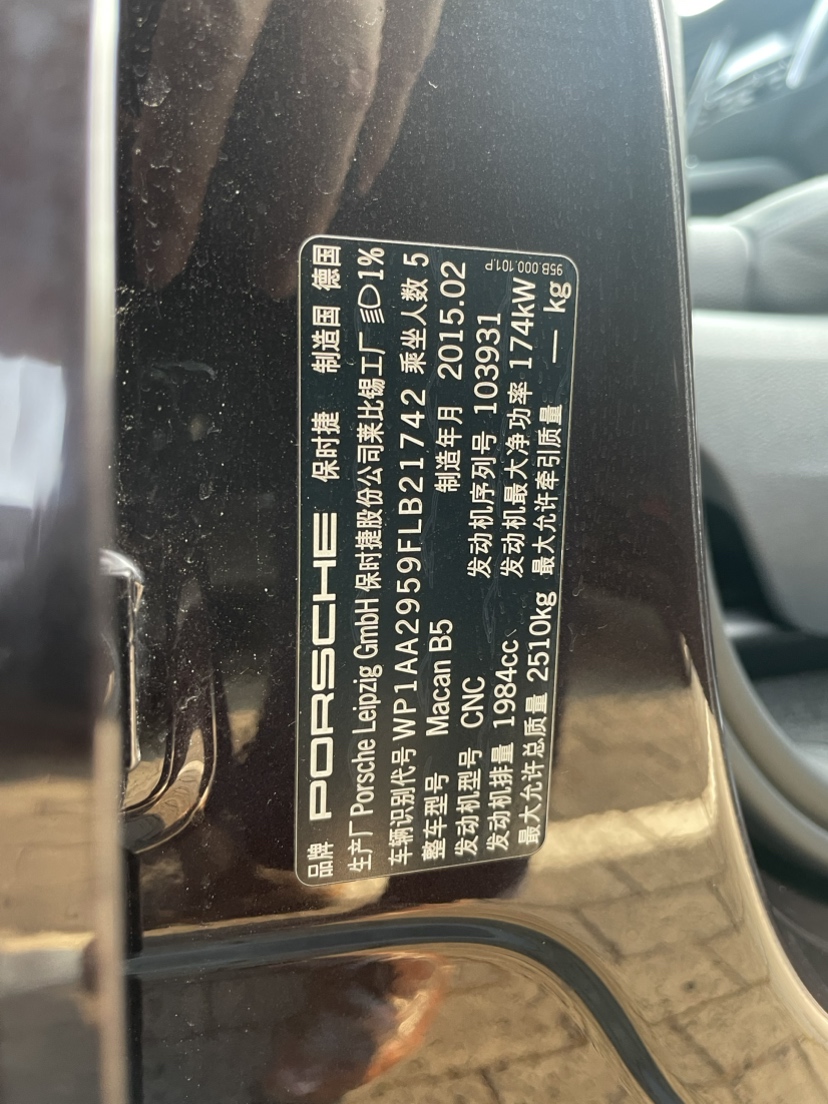 品牌 PORSCHE 保时捷 制造国 德国
生产厂 Porsche Leipzig GmbH 保时捷股份公司莱比锡工厂 1%
车辆识别代号 WP1AA2959FLB21742 乘坐人数 5
整车型号 Macan B5 制造年月 2015.02
发动机型号 CNC 发动机序列号 103931
发动机排量 1984cc 发动机最大净功率 174kW
最大允许总质量 2510kg 最大允许牵引质量 — kg
95B.000.101.P